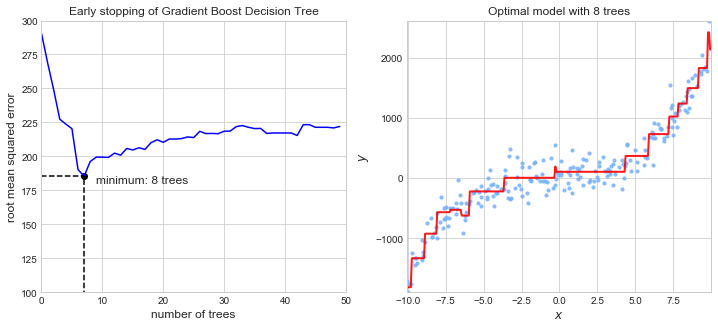 Early stopping of Gradient Boost Decision Tree
root mean squared error
300
275
250
225
200
175
150
125
100
minimum: 8 trees
0 10 20 30 40 50
number of trees
Optimal model with 8 trees
y
2000
1000
0
−1000
−10.0 −7.5 −5.0 −2.5 0.0 2.5 5.0 7.5
x